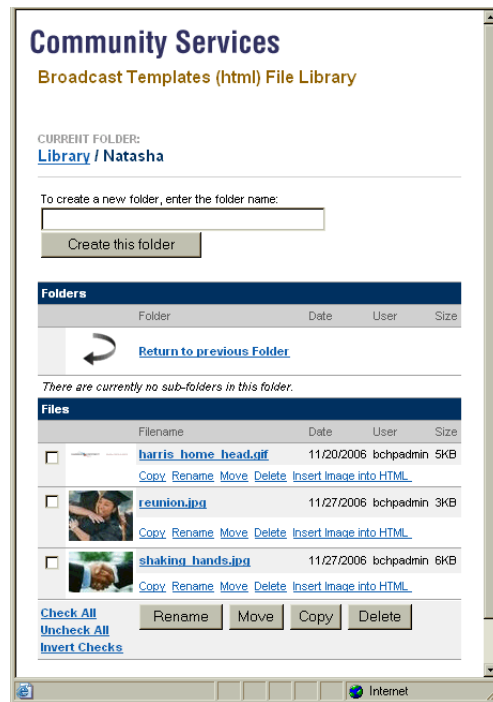 Community Services
Broadcast Templates (html) File Library
CURRENT FOLDER:
Library / Natasha
To create a new folder, enter the folder name:
Create this folder
Folders
Folder Date User Size
Return to previous Folder
There are currently no sub-folders in this folder.
Files
Filename Date User Size
harris_home_head.gif 11/20/2006 bchpadmin 5KB
Copy Rename Move Delete Insert Image into HTML
reunion.jpg 11/27/2006 bchpadmin 3KB
Copy Rename Move Delete Insert Image into HTML
shaking_hands.jpg 11/27/2006 bchpadmin 6KB
Copy Rename Move Delete Insert Image into HTML
Check All
Uncheck All
Invert Checks
Rename Move Copy Delete
Internet